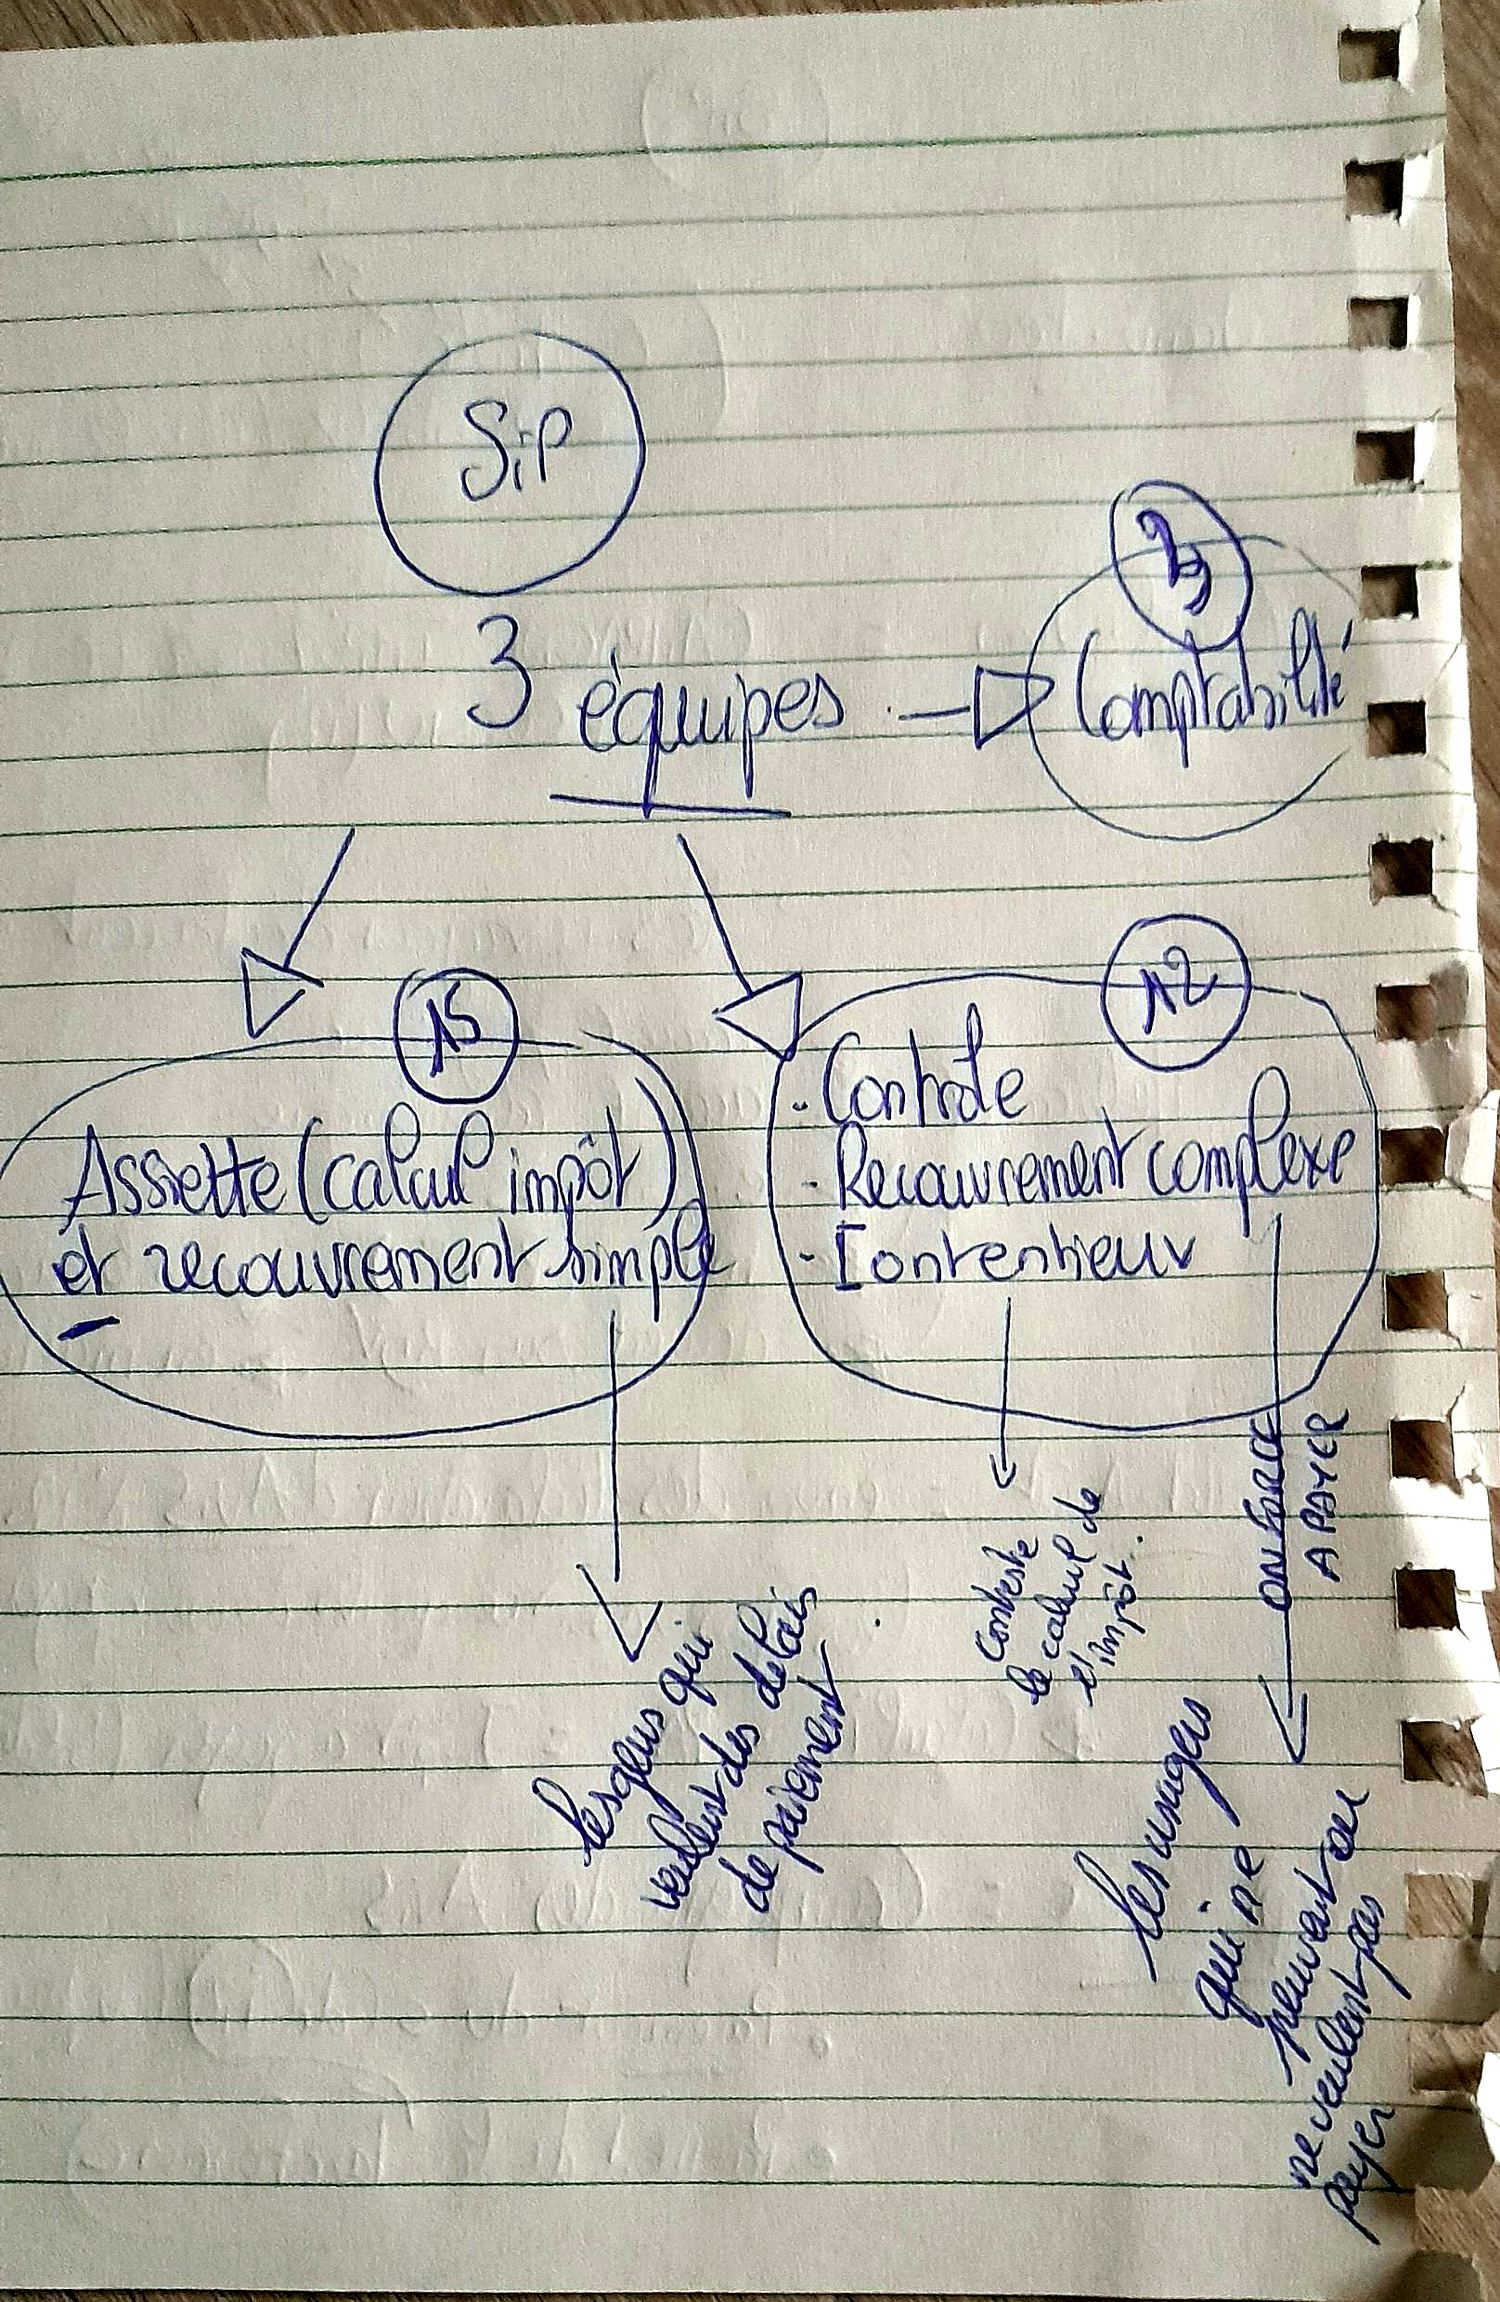 SiP
3 équipes
Comptabilité
15
Assiette (calcul impôt)
et recouvrement simple
12
- Contrôle
- Recouvrement complexe
- Contentieux
les gens qui
veulent des délais
de paiement
conteste
le calcul de
l'impôt.
ON FORCE
A PAYER
les usagers
qui ne
peuvent ou
ne veulent pas
payer